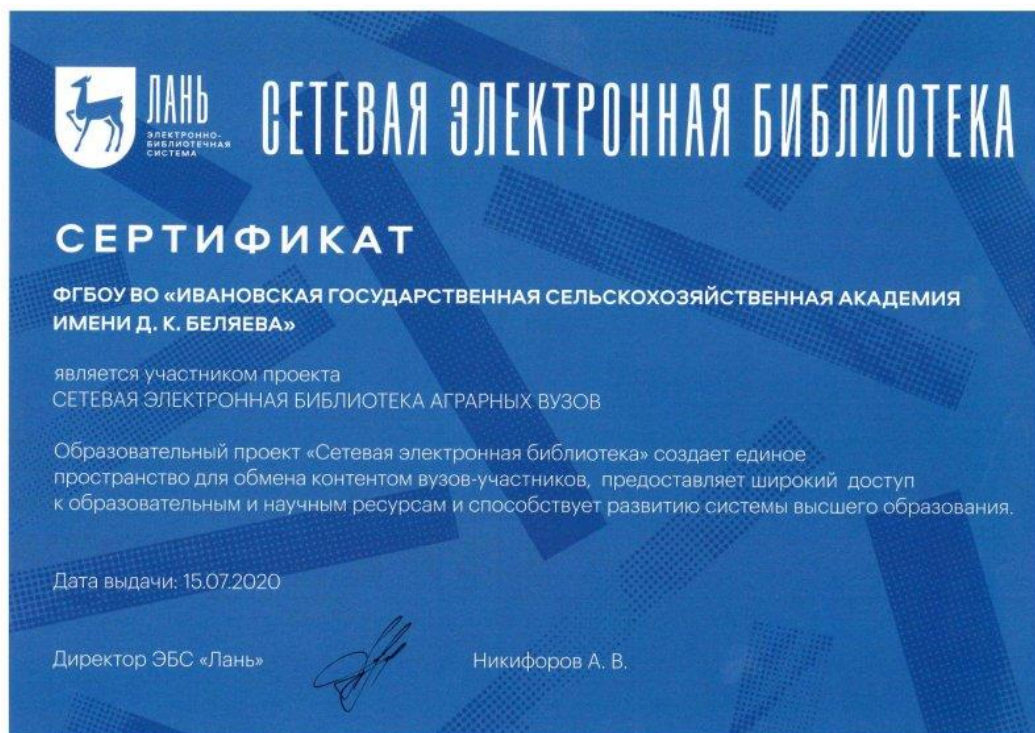 ЛАНЬ
ЭЛЕКТРОННО-
БИБЛИОТЕЧНАЯ
СИСТЕМА
СЕТЕВАЯ ЭЛЕКТРОННАЯ БИБЛИОТЕКА
СЕРТИФИКАТ
ФГБОУ ВО «ИВАНОВСКАЯ ГОСУДАРСТВЕННАЯ СЕЛЬСКОХОЗЯЙСТВЕННАЯ АКАДЕМИЯ
ИМЕНИ Д. К. БЕЛЯЕВА»
является участником проекта
СЕТЕВАЯ ЭЛЕКТРОННАЯ БИБЛИОТЕКА АГРАРНЫХ ВУЗОВ
Образовательный проект «Сетевая электронная библиотека» создает единое
пространство для обмена контентом вузов-участников, предоставляет широкий доступ
к образовательным и научным ресурсам и способствует развитию системы высшего образования.
Дата выдачи: 15.07.2020
Директор ЭБС «Лань»
Никифоров А. В.